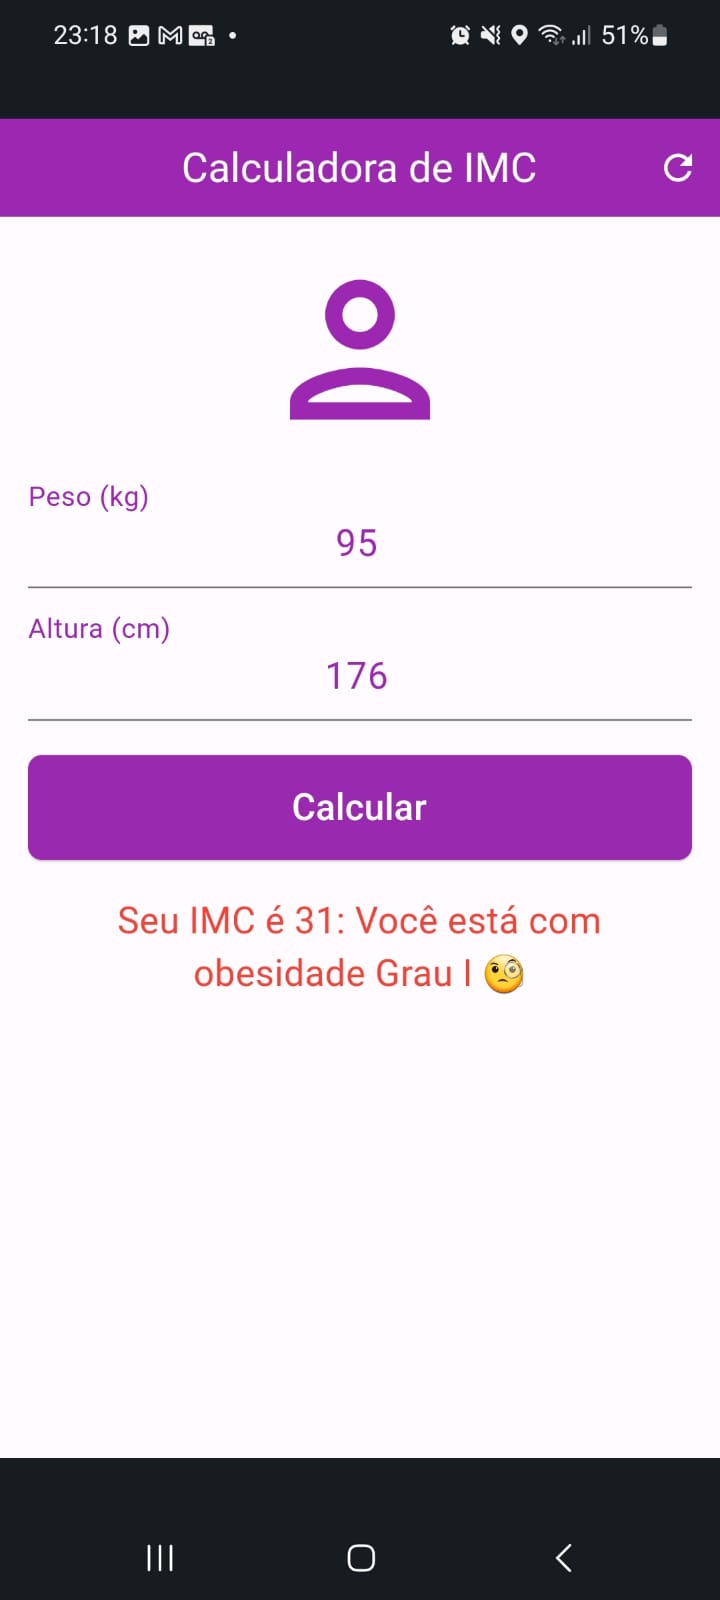 23:18
51%
Calculadora de IMC
Peso (kg)
95
Altura (cm)
176
Calcular
Seu IMC é 31: Você está com
obesidade Grau I 🧐